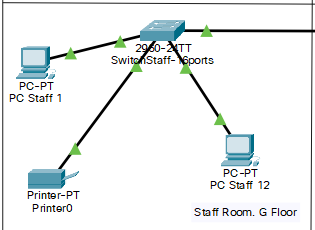 2960-24TT
SwitchStaff-16ports
PC-PT
PC Staff 1
PC-PT
PC Staff 12
Printer-PT
Printer0
Staff Room. G Floor